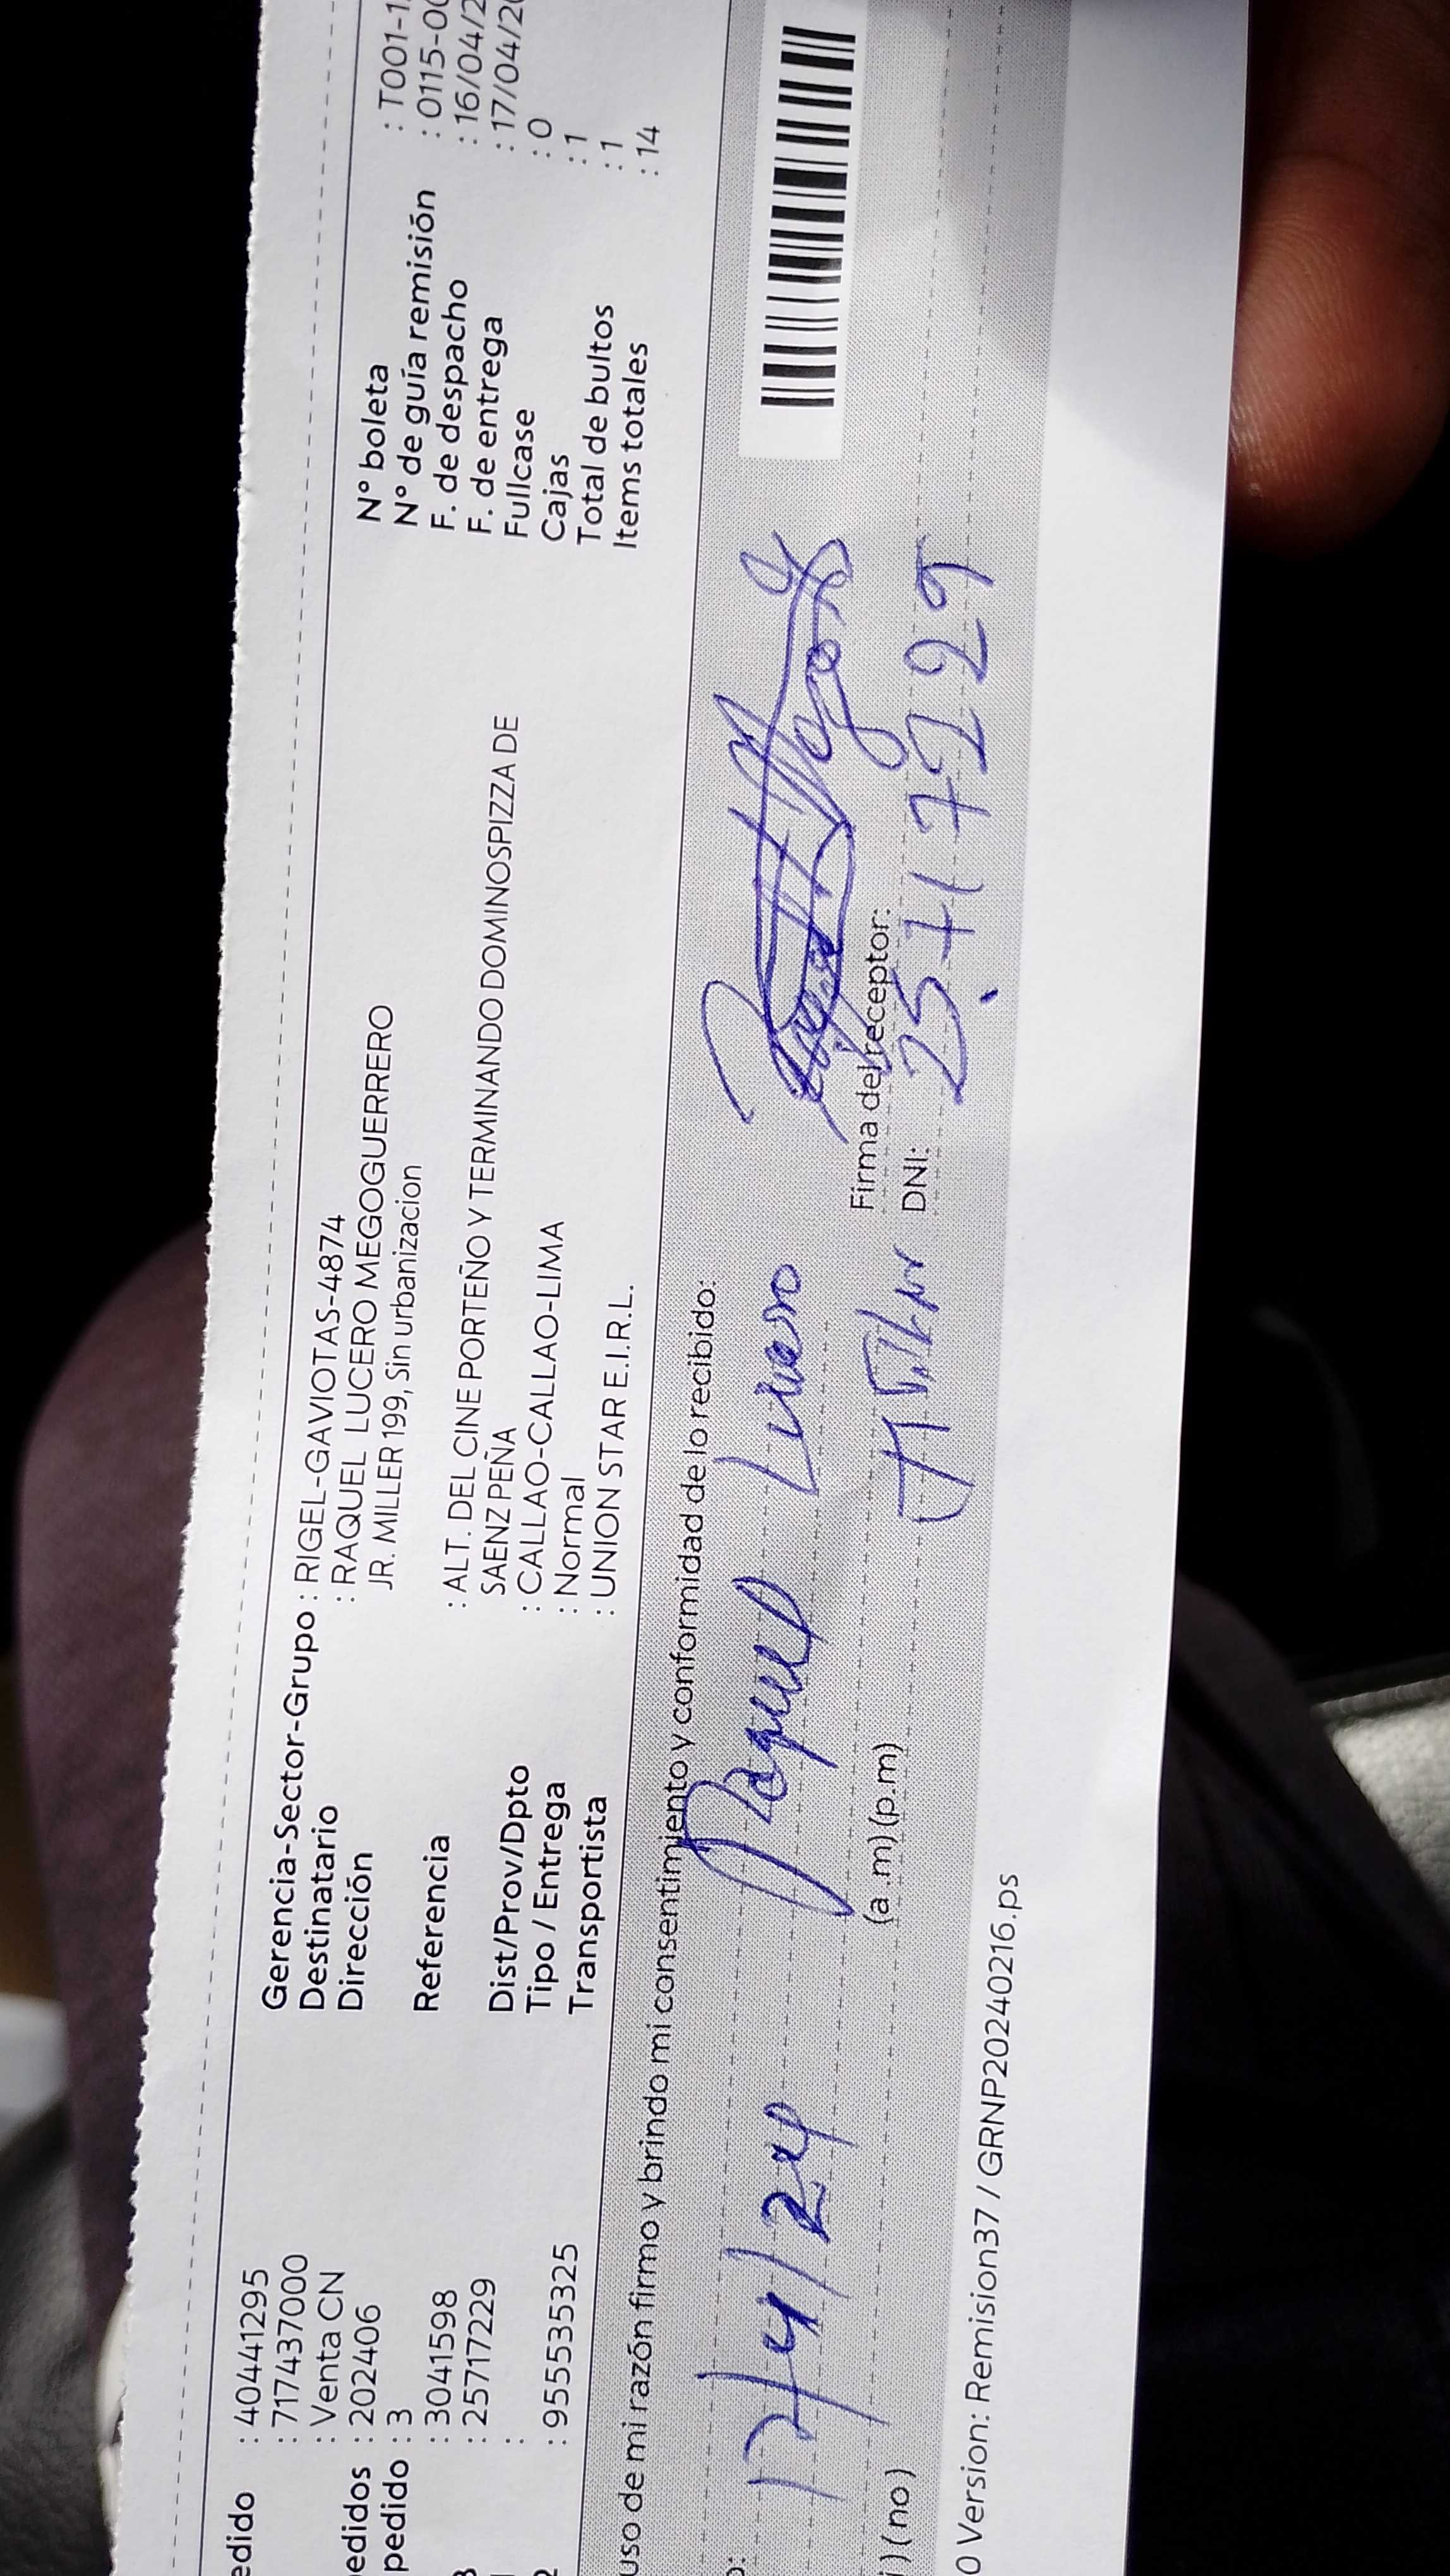 edido : 40441295
: 717437000
: Venta CN
edidos : 202406
pedido : 3
: 3041598
: 25717229
:
: 955535325
Gerencia-Sector-Grupo : RIGEL-GAVIOTAS-4874
Destinatario : RAQUEL LUCERO MEGOGUERRERO
Dirección JR. MILLER 199, Sin urbanizacion
Referencia : ALT. DEL CINE PORTEÑO Y TERMINANDO DOMINOSPIZZA DE
SAENZ PEÑA
Dist/Prov/Dpto : CALLAO-CALLAO-LIMA
Tipo / Entrega : Normal
Transportista : UNION STAR E.I.R.L.
N° boleta : T001-1
N° de guía remisión : 0115-00
F. de despacho : 16/04/2
F. de entrega : 17/04/20
Fullcase : 0
Cajas : 1
Total de bultos : 1
Items totales : 14
uso de mi razón firmo y brindo mi consentimiento y conformidad de lo recibido:
17/4/24 Raquel Lucero
Firma del receptor:
(no) (a .m) (p.m) DNI: 25717229
0 Version: Remision37 / GRNP20240216.ps